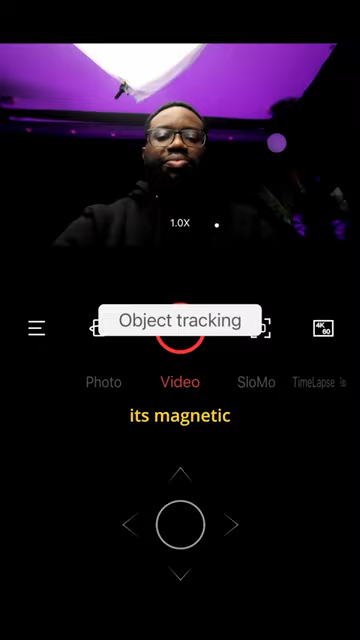 1.0X
Object tracking
4K
60
Photo Video SloMo TimeLapse
its magnetic